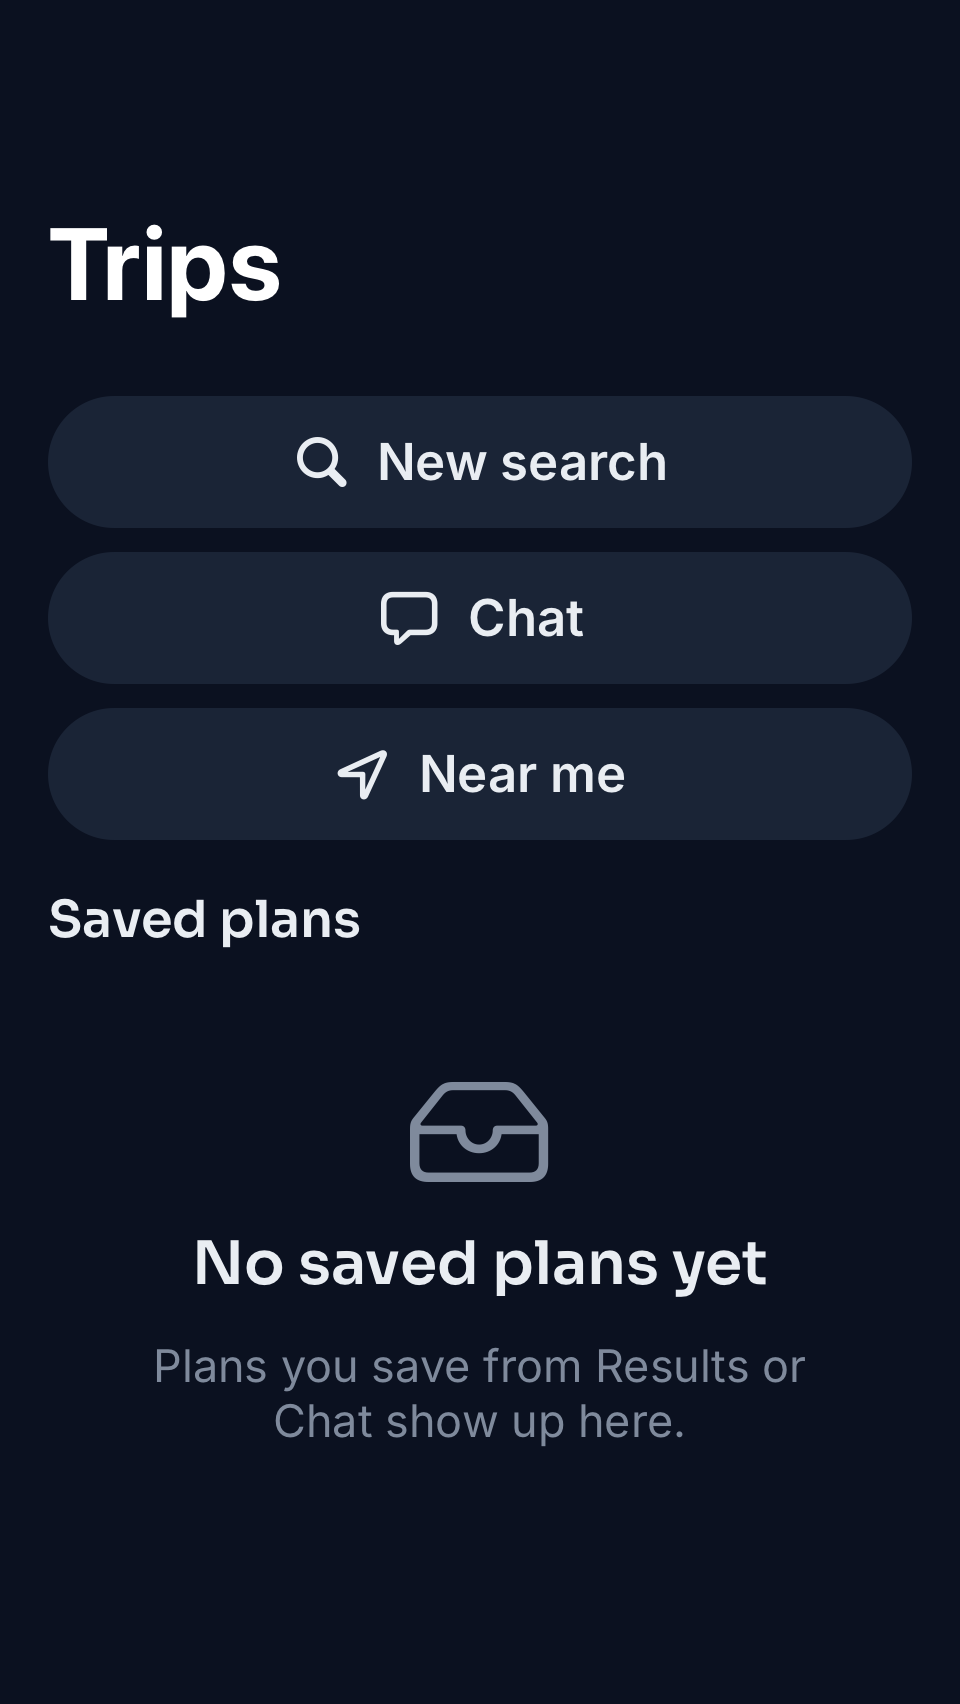 Trips
New search
Chat
Near me
Saved plans
No saved plans yet
Plans you save from Results or
Chat show up here.